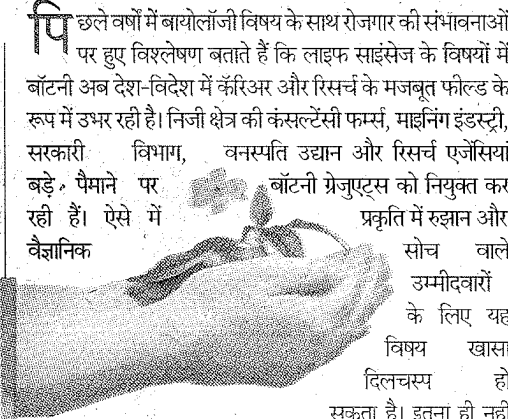 पिछले वर्षों में बायोलॉजी विषय के साथ रोजगार की संभावनाओं
पर हुए विश्लेषण बताते हैं कि लाइफ साइंसेज के विषयों में
बॉटनी अब देश-विदेश में कॅरिअर और रिसर्च के मजबूत फील्ड के
रूप में उभर रही है। निजी क्षेत्र की कंसल्टेंसी फर्म्स, माइनिंग इंडस्ट्री,
सरकारी विभाग, वनस्पति उद्यान और रिसर्च एजेंसियां
बड़े पैमाने पर बॉटनी ग्रेजुएट्स को नियुक्त कर
रही हैं। ऐसे में प्रकृति में रुझान और
वैज्ञानिक सोच वाले
उम्मीदवारों
के लिए यह
विषय खासा
दिलचस्प हो
सकता है। इतना ही नहीं